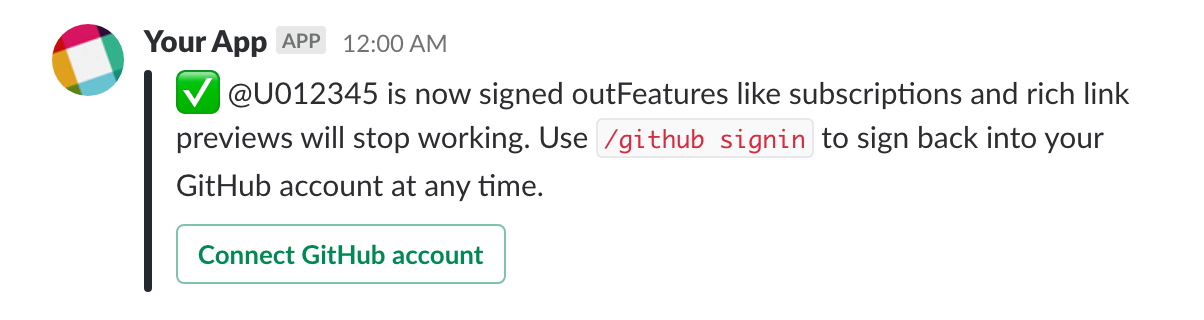 Your App APP 12:00 AM
✅ @U012345 is now signed outFeatures like subscriptions and rich link
previews will stop working. Use /github signin to sign back into your
GitHub account at any time.
Connect GitHub account